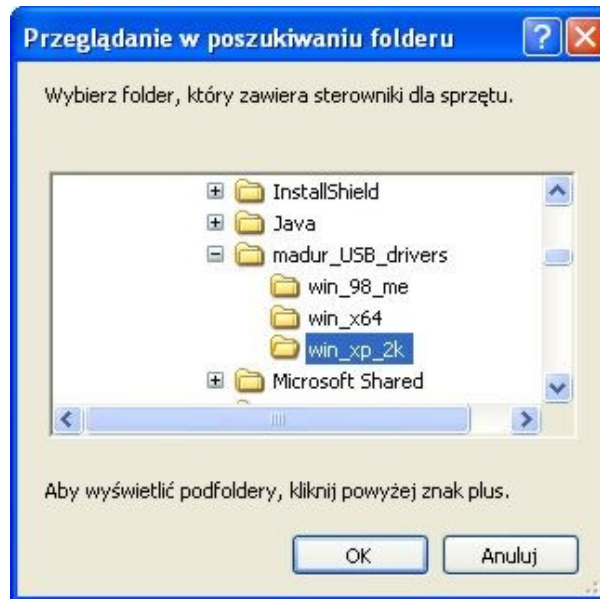 Przeglądanie w poszukiwaniu folderu
Wybierz folder, który zawiera sterowniki dla sprzętu.
InstallShield
Java
madur_USB_drivers
win_98_me
win_x64
win_xp_2k
Microsoft Shared
Aby wyświetlić podfoldery, kliknij powyżej znak plus.
OK Anuluj